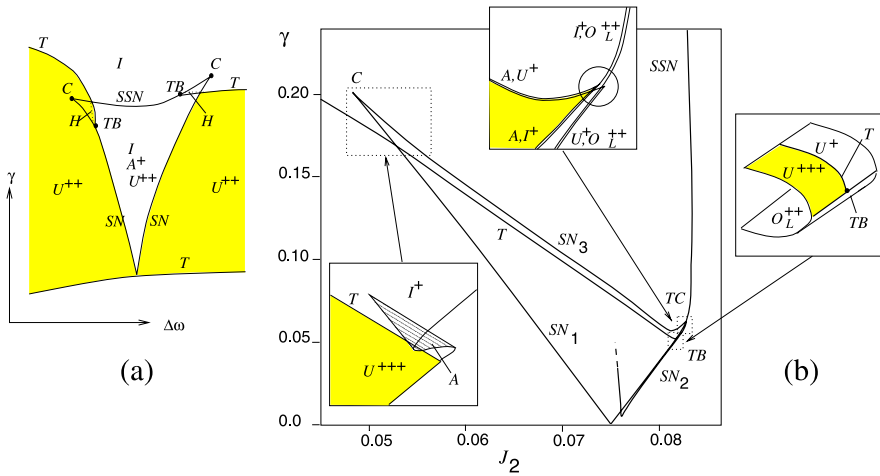 T
I
C
C
TB
T
SSN
H
TB
H
I
A+
U++
U++
U++
SN
SN
T
γ
Δω
(a)
γ
0.20
0.15
0.10
0.05
0.0
0.05
0.06
0.07
0.08
J2
C
SSN
T
SN3
SN1
SN2
TC
TB
I+,O L++
A,U+
A,I+
U+,O L++
T
I+
U+++
A
U+
T
U+++
O L++
TB
(b)